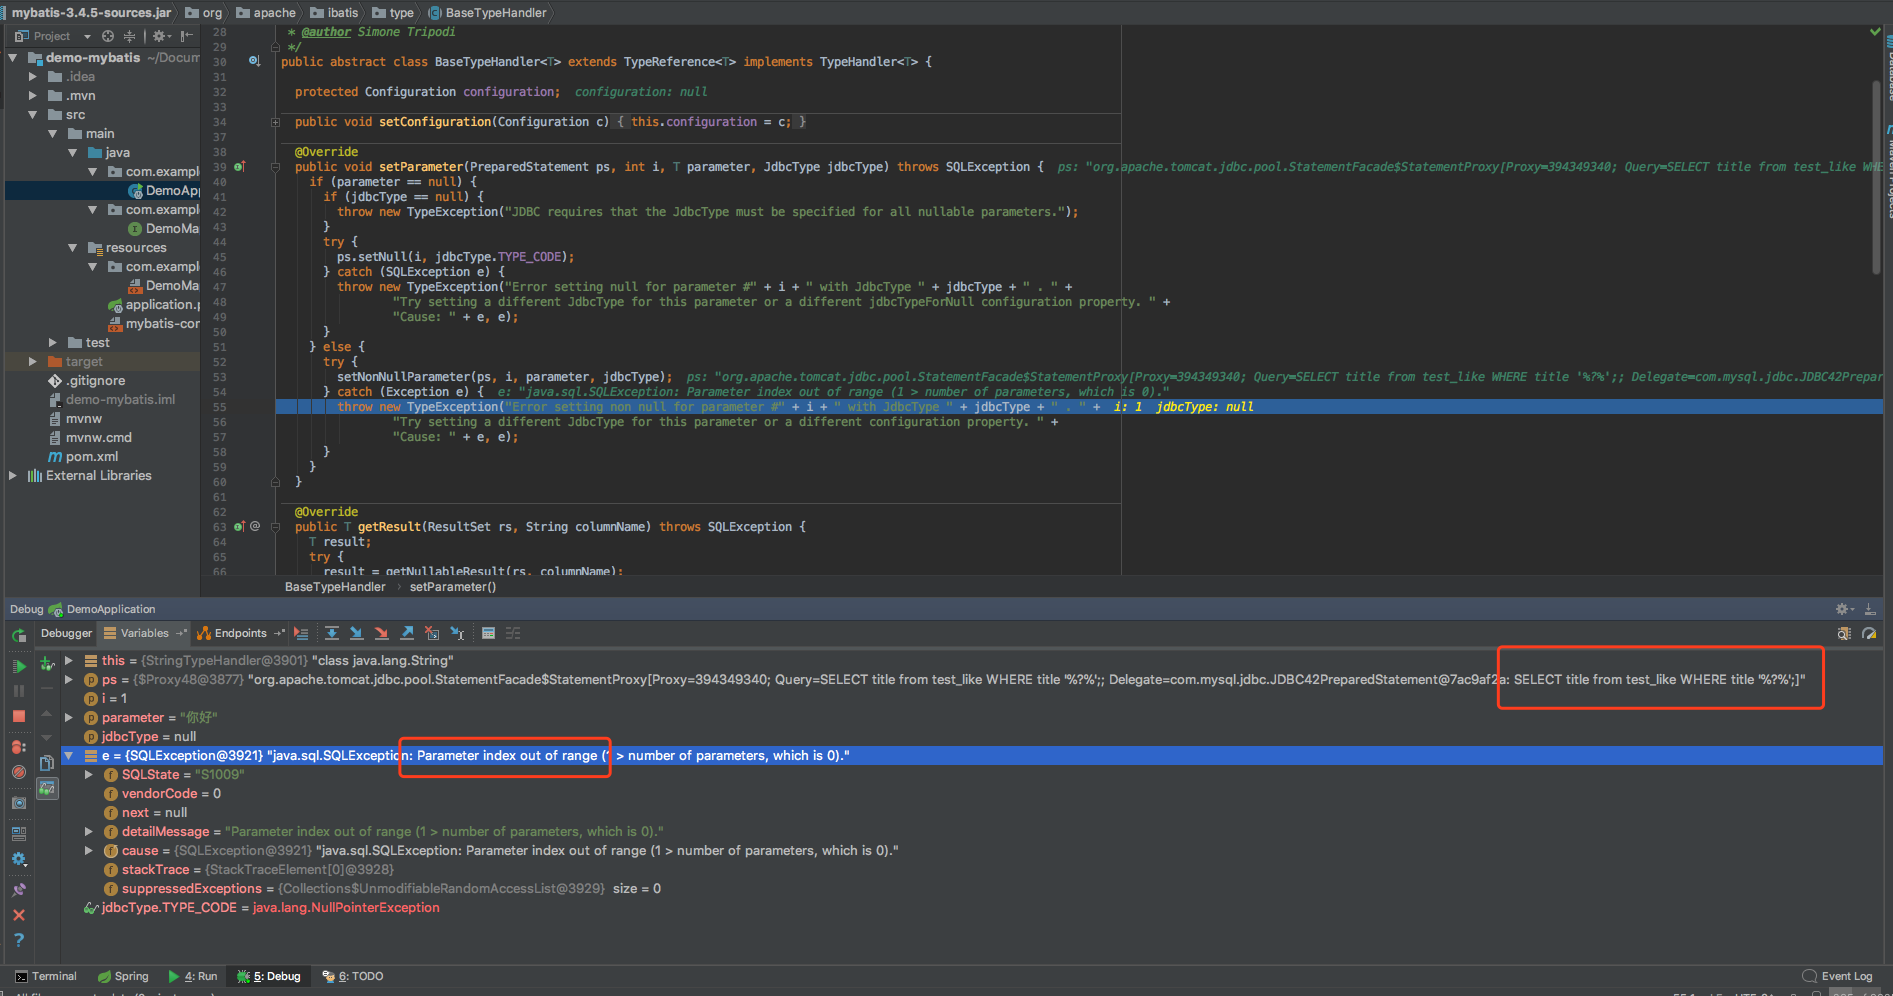 mybatis-3.4.5-sources.jar org apache ibatis type BaseTypeHandler
Project
demo-mybatis ~/Docum
.idea
.mvn
src
main
java
com.exampl
DemoApp
com.exampl
DemoMa
resources
com.exampl
DemoMa
application.p
mybatis-con
test
target
.gitignore
demo-mybatis.iml
mvnw
mvnw.cmd
pom.xml
External Libraries
28 * @author Simone Tripodi
29 */
30 public abstract class BaseTypeHandler<T> extends TypeReference<T> implements TypeHandler<T> {
31
32 protected Configuration configuration; configuration: null
33
34 public void setConfiguration(Configuration c) { this.configuration = c; }
37
38 @Override
39 public void setParameter(PreparedStatement ps, int i, T parameter, JdbcType jdbcType) throws SQLException { ps: "org.apache.tomcat.jdbc.pool.StatementFacade$StatementProxy[Proxy=394349340; Query=SELECT title from test_like WHE
40 if (parameter == null) {
41 if (jdbcType == null) {
42 throw new TypeException("JDBC requires that the JdbcType must be specified for all nullable parameters.");
43 }
44 try {
45 ps.setNull(i, jdbcType.TYPE_CODE);
46 } catch (SQLException e) {
47 throw new TypeException("Error setting null for parameter #" + i + " with JdbcType " + jdbcType + " . " +
48 "Try setting a different JdbcType for this parameter or a different jdbcTypeForNull configuration property. " +
49 "Cause: " + e, e);
50 }
51 } else {
52 try {
53 setNonNullParameter(ps, i, parameter, jdbcType); ps: "org.apache.tomcat.jdbc.pool.StatementFacade$StatementProxy[Proxy=394349340; Query=SELECT title from test_like WHERE title '%?%';; Delegate=com.mysql.jdbc.JDBC42Prepar
54 } catch (Exception e) { e: "java.sql.SQLException: Parameter index out of range (1 > number of parameters, which is 0)."
55 throw new TypeException("Error setting non null for parameter #" + i + " with JdbcType " + jdbcType + " . " + i: 1 jdbcType: null
56 "Try setting a different JdbcType for this parameter or a different configuration property. " +
57 "Cause: " + e, e);
58 }
59 }
60 }
61
62 @Override
63 public T getResult(ResultSet rs, String columnName) throws SQLException {
64 T result;
65 try {
66 result = getNullableResult(rs, columnName);
BaseTypeHandler › setParameter()
Debug DemoApplication
Debugger Variables Endpoints
this = {StringTypeHandler@3901} "class java.lang.String"
ps = {$Proxy48@3877} "org.apache.tomcat.jdbc.pool.StatementFacade$StatementProxy[Proxy=394349340; Query=SELECT title from test_like WHERE title '%?%';; Delegate=com.mysql.jdbc.JDBC42PreparedStatement@7ac9af2a: SELECT title from test_like WHERE title '%?%';]"
i = 1
parameter = "你好"
jdbcType = null
e = {SQLException@3921} "java.sql.SQLException: Parameter index out of range (1 > number of parameters, which is 0)."
SQLState = "S1009"
vendorCode = 0
next = null
detailMessage = "Parameter index out of range (1 > number of parameters, which is 0)."
cause = {SQLException@3921} "java.sql.SQLException: Parameter index out of range (1 > number of parameters, which is 0)."
stackTrace = {StackTraceElement[0]@3928}
suppressedExceptions = {Collections$UnmodifiableRandomAccessList@3929} size = 0
jdbcType.TYPE_CODE = java.lang.NullPointerException
Terminal Spring 4: Run 5: Debug 6: TODO Event Log